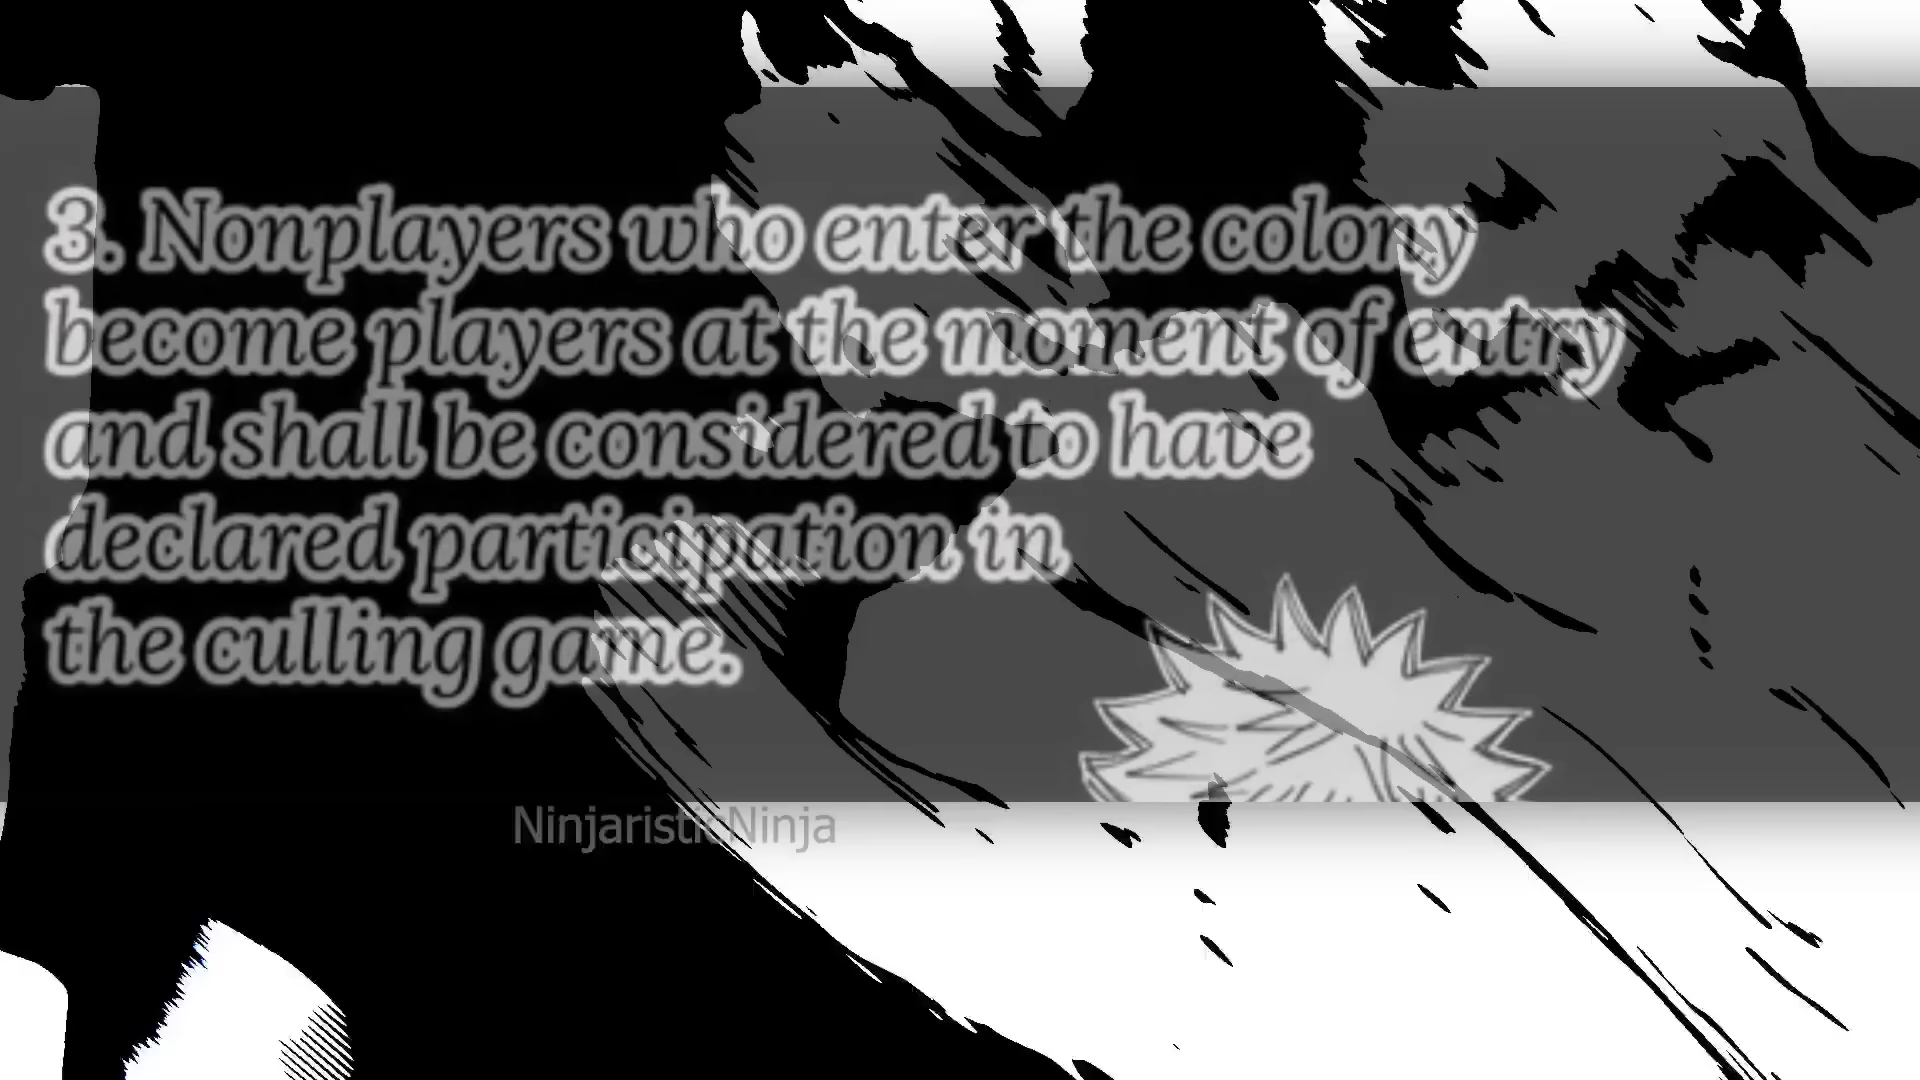 3. Nonplayers who enter the colony
become players at the moment of entry
and shall be considered to have
declared participation in
the culling game.
NinjaristicNinja